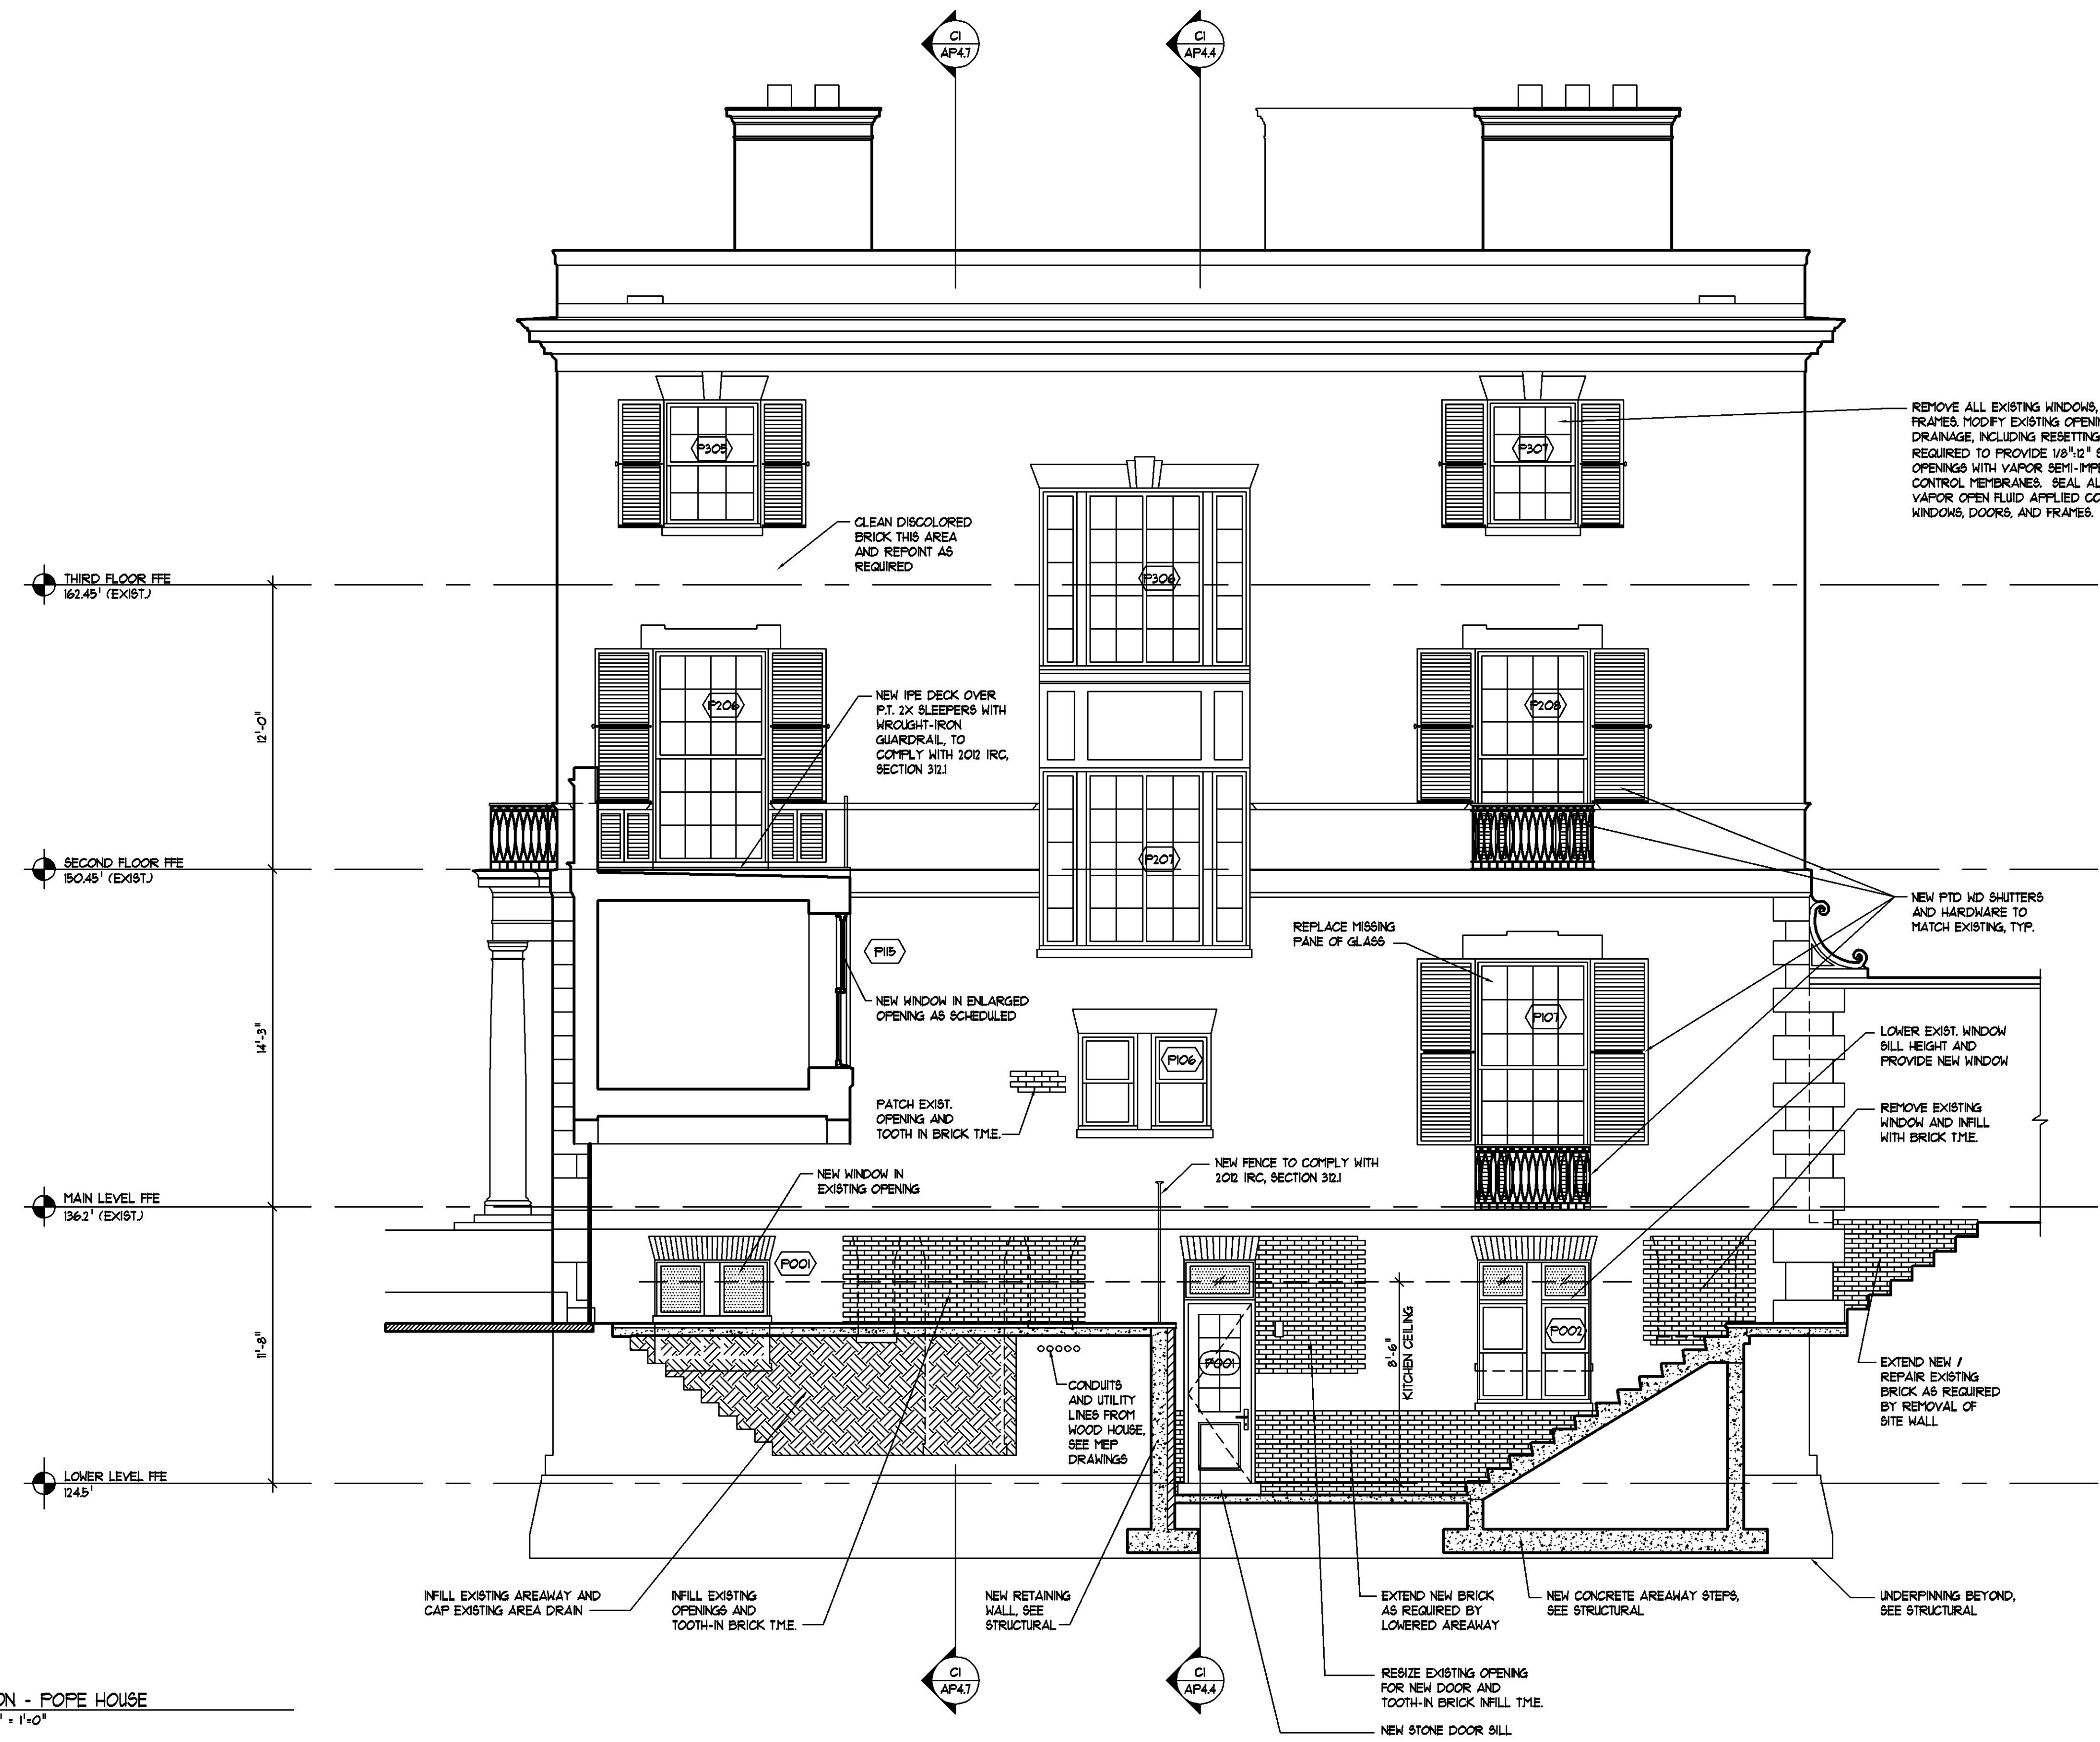 C1
AP4.7
C1
AP4.4
P305
P307
REMOVE ALL EXISTING WINDOWS,
FRAMES. MODIFY EXISTING
DRAINAGE, INCLUDING RESETTING
REQUIRED TO PROVIDE 1/8":12"
OPENINGS WITH VAPOR
CONTROL MEMBRANES. SEAL
VAPOR OPEN FLUID APPLIED
WINDOWS, DOORS, AND FRAMES.
CLEAN DISCOLORED
BRICK THIS AREA
AND REPOINT AS
REQUIRED
P306
THIRD FLOOR FFE
162.45' (EXIST.)
12'-0"
P206
NEW IPE DECK OVER
P.T. 2X SLEEPERS WITH
WROUGHT-IRON
GUARDRAIL, TO
COMPLY WITH 2012 IRC,
SECTION 312.1
P208
P207
SECOND FLOOR FFE
150.45' (EXIST.)
NEW PTD WD SHUTTERS
AND HARDWARE TO
MATCH EXISTING, TYP.
REPLACE MISSING
PANE OF GLASS
P115
NEW WINDOW IN ENLARGED
OPENING AS SCHEDULED
14'-3"
P107
P106
LOWER EXIST. WINDOW
SILL HEIGHT AND
PROVIDE NEW WINDOW
PATCH EXIST.
OPENING AND
TOOTH IN BRICK T.M.E.
REMOVE EXISTING
WINDOW AND INFILL
WITH BRICK T.M.E.
NEW WINDOW IN
EXISTING OPENING
NEW FENCE TO COMPLY WITH
2012 IRC, SECTION 312.1
MAIN LEVEL FFE
136.2' (EXIST.)
P001
11'-8"
8'-6"
KITCHEN CEILING
P002
P001
CONDUITS
AND UTILITY
LINES FROM
WOOD HOUSE,
SEE MEP
DRAWINGS
EXTEND NEW /
REPAIR EXISTING
BRICK AS REQUIRED
BY REMOVAL OF
SITE WALL
LOWER LEVEL FFE
124.5'
INFILL EXISTING AREAWAY AND
CAP EXISTING AREA DRAIN
INFILL EXISTING
OPENINGS AND
TOOTH-IN BRICK T.M.E.
NEW RETAINING
WALL, SEE
STRUCTURAL
EXTEND NEW BRICK
AS REQUIRED BY
LOWERED AREAWAY
NEW CONCRETE AREAWAY STEPS,
SEE STRUCTURAL
UNDERPINNING BEYOND,
SEE STRUCTURAL
C1
AP4.7
C1
AP4.4
RESIZE EXISTING OPENING
FOR NEW DOOR AND
TOOTH-IN BRICK INFILL T.M.E.
NEW STONE DOOR SILL
ON - POPE HOUSE
" = 1'=0"